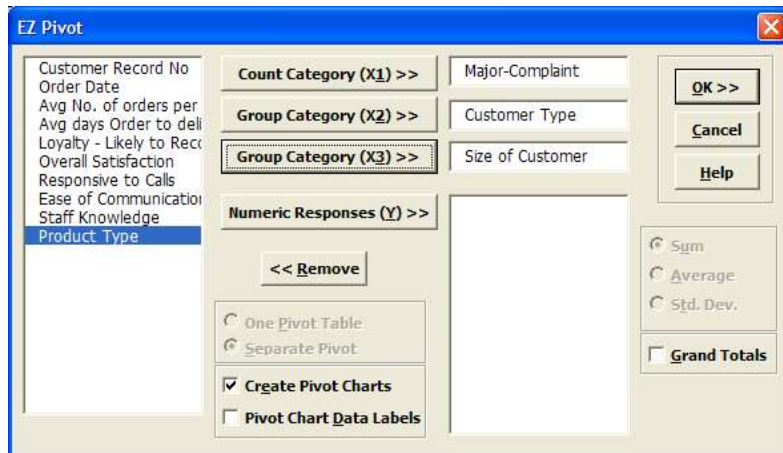 EZ Pivot
Customer Record No
Order Date
Avg No. of orders per
Avg days Order to deli
Loyalty - Likely to Reco
Overall Satisfaction
Responsive to Calls
Ease of Communication
Staff Knowledge
Product Type
Count Category (X1) >>
Major-Complaint
Group Category (X2) >>
Customer Type
Group Category (X3) >>
Size of Customer
Numeric Responses (Y) >>
<< Remove
One Pivot Table
Separate Pivot
Create Pivot Charts
Pivot Chart Data Labels
OK >>
Cancel
Help
Sum
Average
Std. Dev.
Grand Totals